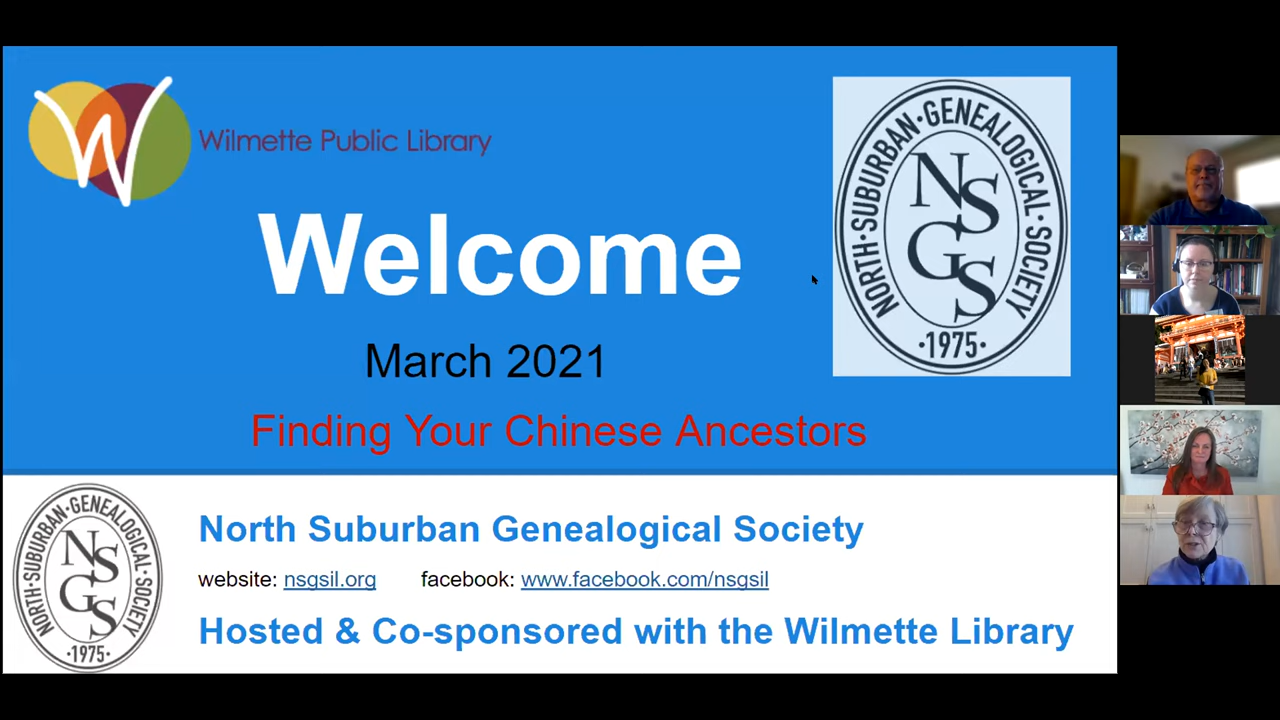 Wilmette Public Library
NORTH·SUBURBAN·GENEALOGICAL·SOCIETY
NSGS
·1975·
Welcome
March 2021
Finding Your Chinese Ancestors
NORTH·SUBURBAN·GENEALOGICAL·SOCIETY
NSGS
·1975·
North Suburban Genealogical Society
website: nsgsil.org facebook: www.facebook.com/nsgsil
Hosted & Co-sponsored with the Wilmette Library